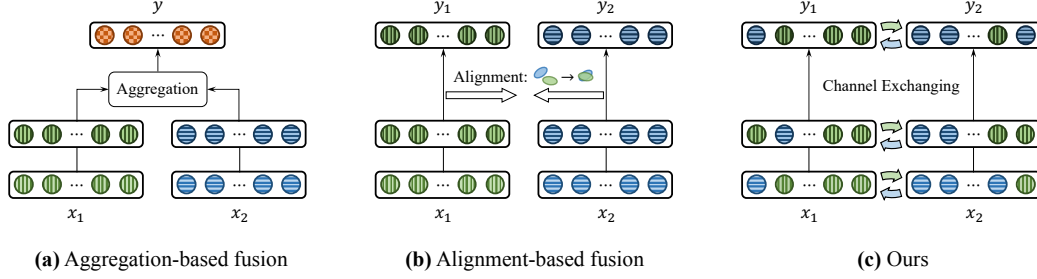 y
y₁
y₂
y₁
y₂
···
···
···
···
···
Aggregation
Alignment:
Channel Exchanging
···
···
···
···
···
···
···
···
···
···
···
···
x₁
x₂
x₁
x₂
x₁
x₂
(a) Aggregation-based fusion
(b) Alignment-based fusion
(c) Ours